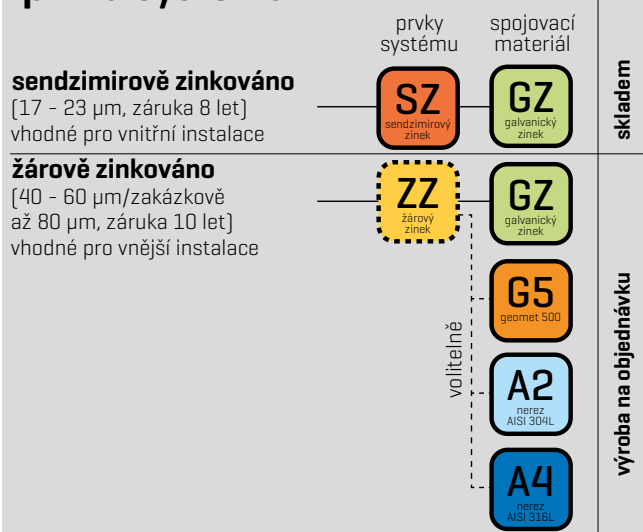 prvky
systému
spojovací
materiál
sendzimirově zinkováno
(17 - 23 µm, záruka 8 let)
vhodné pro vnitřní instalace
SZ
sendzimirový
zinek
GZ
galvanický
zinek
skladem
žárově zinkováno
(40 - 60 µm/zakázkově
až 80 µm, záruka 10 let)
vhodné pro vnější instalace
ZZ
žárový
zinek
GZ
galvanický
zinek
volitelně
G5
geomet 500
A2
nerez
AISI 304L
A4
nerez
AISI 316L
výroba na objednávku